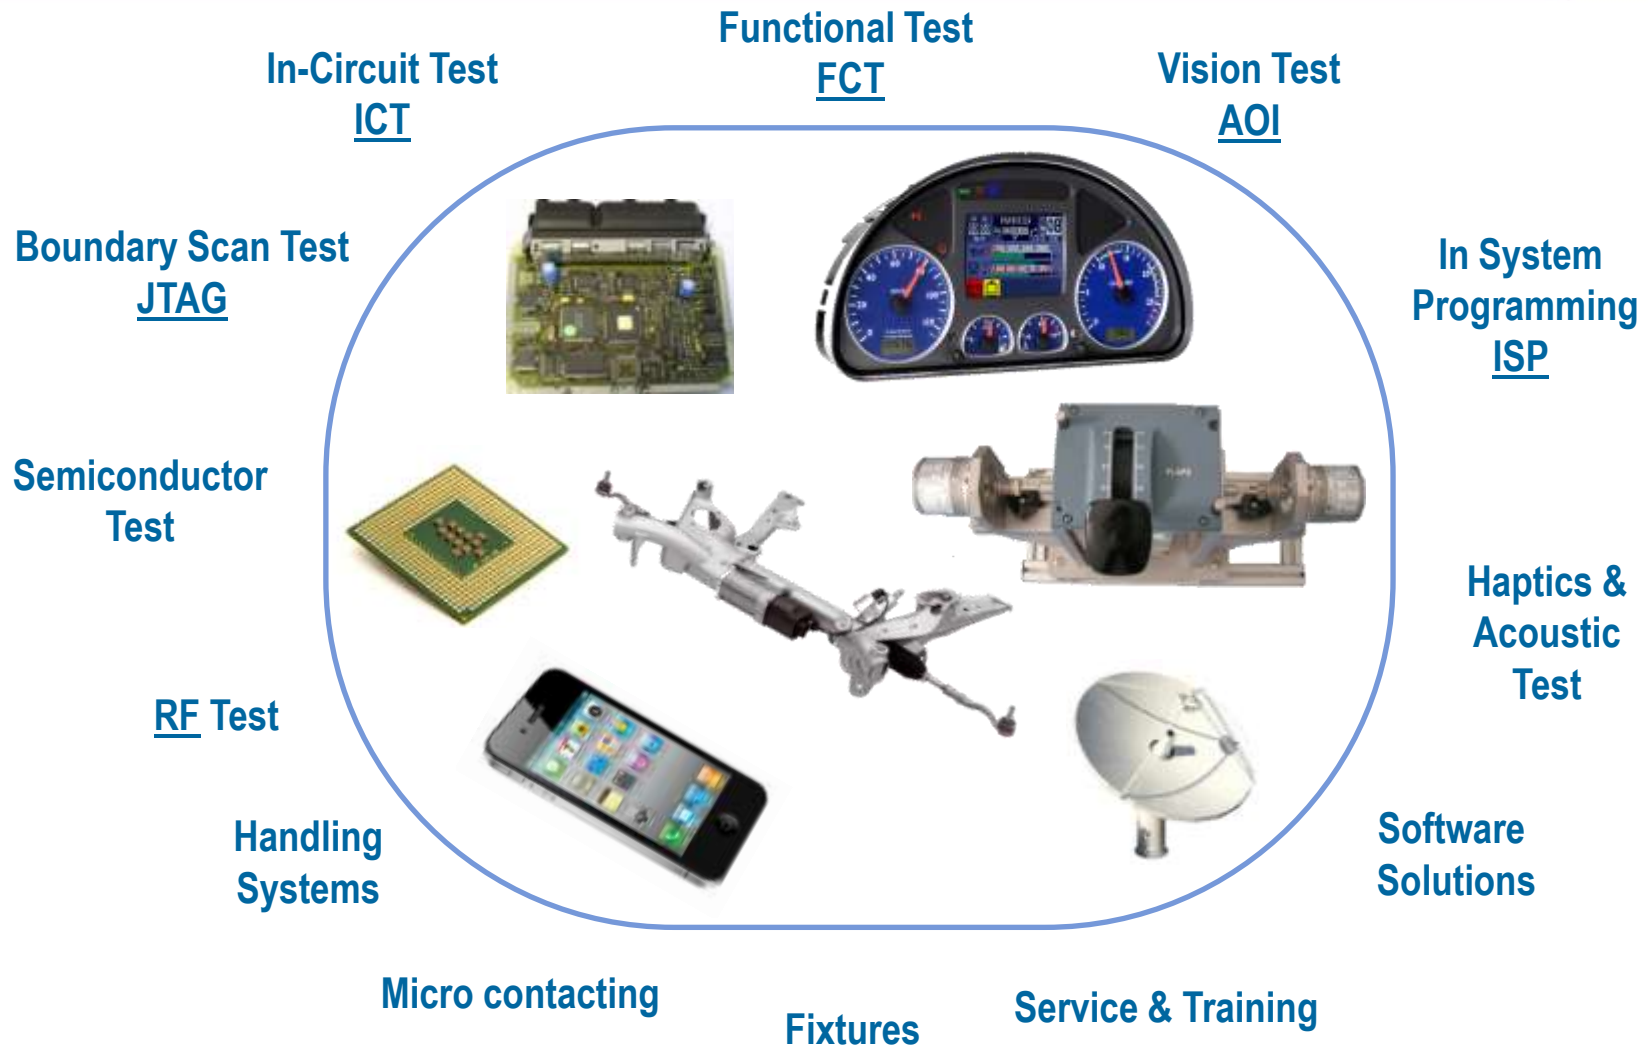 Functional Test
FCT
In-Circuit Test
ICT
Vision Test
AOI
Boundary Scan Test
JTAG
In System
Programming
ISP
Semiconductor
Test
FLAPS
Haptics &
Acoustic
Test
RF Test
Handling
Systems
Software
Solutions
Micro contacting
Service & Training
Fixtures